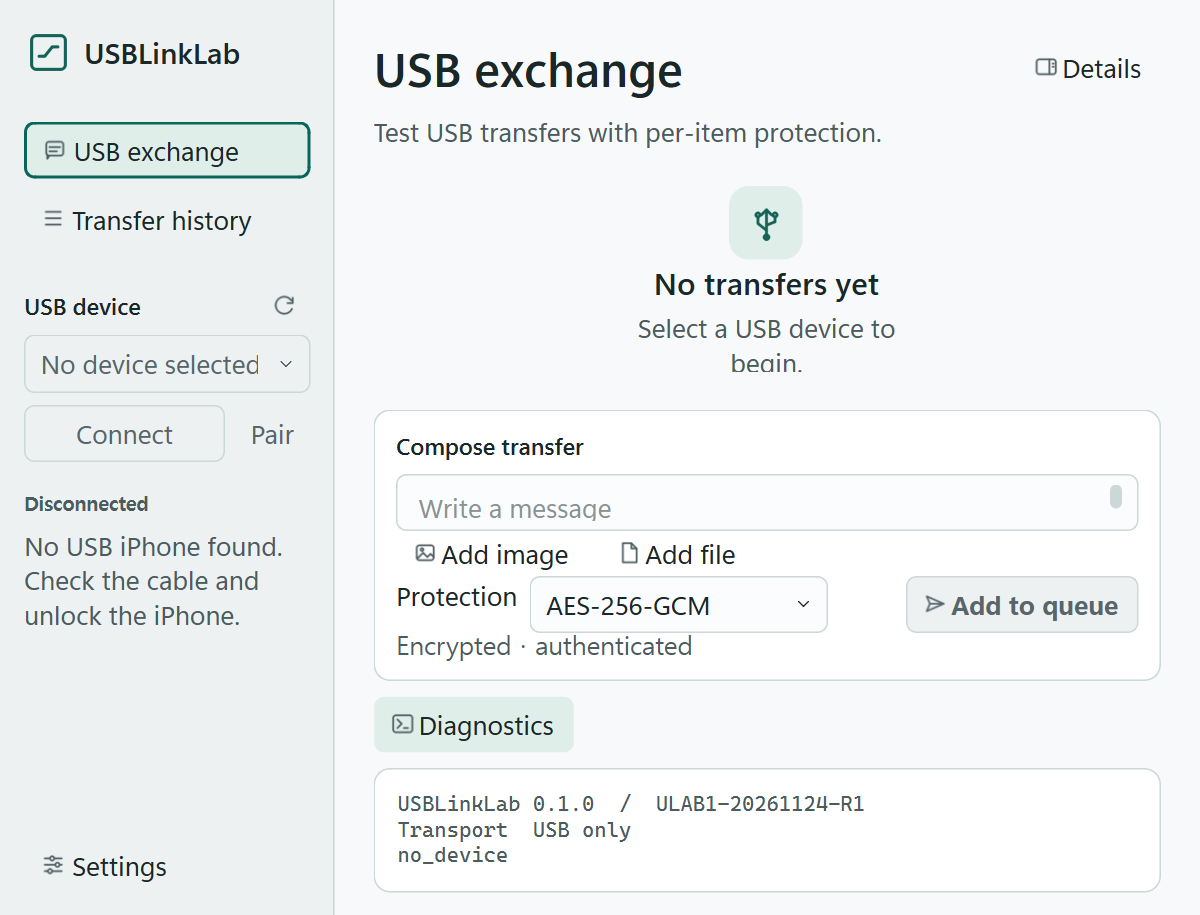 USBLinkLab
USB exchange
Transfer history
USB device
No device selected
Connect
Pair
Disconnected
No USB iPhone found.
Check the cable and
unlock the iPhone.
Settings
USB exchange
Details
Test USB transfers with per-item protection.
No transfers yet
Select a USB device to
begin.
Compose transfer
Write a message
Add image
Add file
Protection
AES-256-GCM
Add to queue
Encrypted · authenticated
Diagnostics
USBLinkLab 0.1.0 / ULAB1-20261124-R1
Transport USB only
no_device